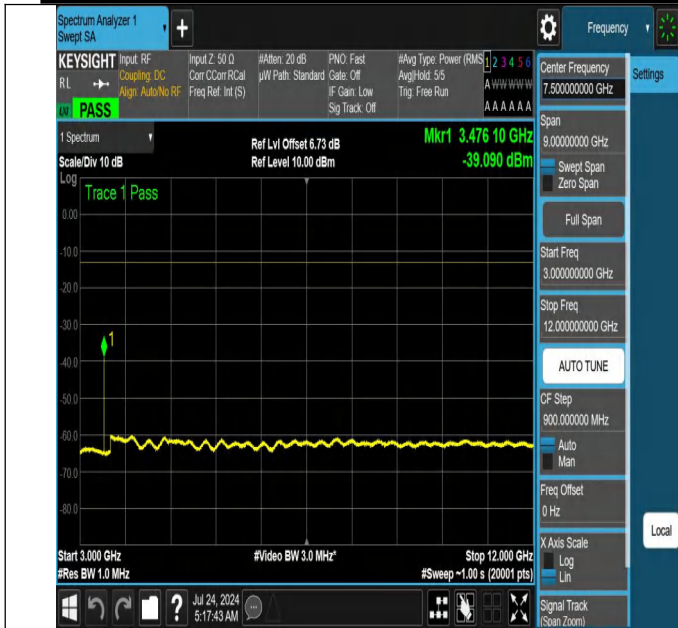 Spectrum Analyzer 1
Swept SA
+
Frequency
KEYSIGHT
RL
PASS
Input: RF
Coupling: DC
Align: Auto/No RF
Input Z: 50 Ω
Corr CCorr RCal
Freq Ref: Int (S)
#Atten: 20 dB
µW Path: Standard
PNO: Fast
Gate: Off
IF Gain: Low
Sig Track: Off
#Avg Type: Power (RMS
Avg|Hold: 5/5
Trig: Free Run
1 2 3 4 5 6
A W W W W W
A A A A A A
1 Spectrum
Scale/Div 10 dB
Ref Lvl Offset 6.73 dB
Ref Level 10.00 dBm
Mkr1 3.476 10 GHz
-39.090 dBm
Log
Trace 1 Pass
0.00
-10.0
-20.0
-30.0
1
-40.0
-50.0
-60.0
-70.0
-80.0
Start 3.000 GHz
#Res BW 1.0 MHz
#Video BW 3.0 MHz*
Stop 12.000 GHz
#Sweep ~1.00 s (20001 pts)
Center Frequency
7.500000000 GHz
Settings
Span
9.00000000 GHz
Swept Span
Zero Span
Full Span
Start Freq
3.000000000 GHz
Stop Freq
12.000000000 GHz
AUTO TUNE
CF Step
900.000000 MHz
Auto
Man
Freq Offset
0 Hz
X Axis Scale
Log
Lin
Local
Signal Track
(Span Zoom)
?
Jul 24, 2024
5:17:43 AM